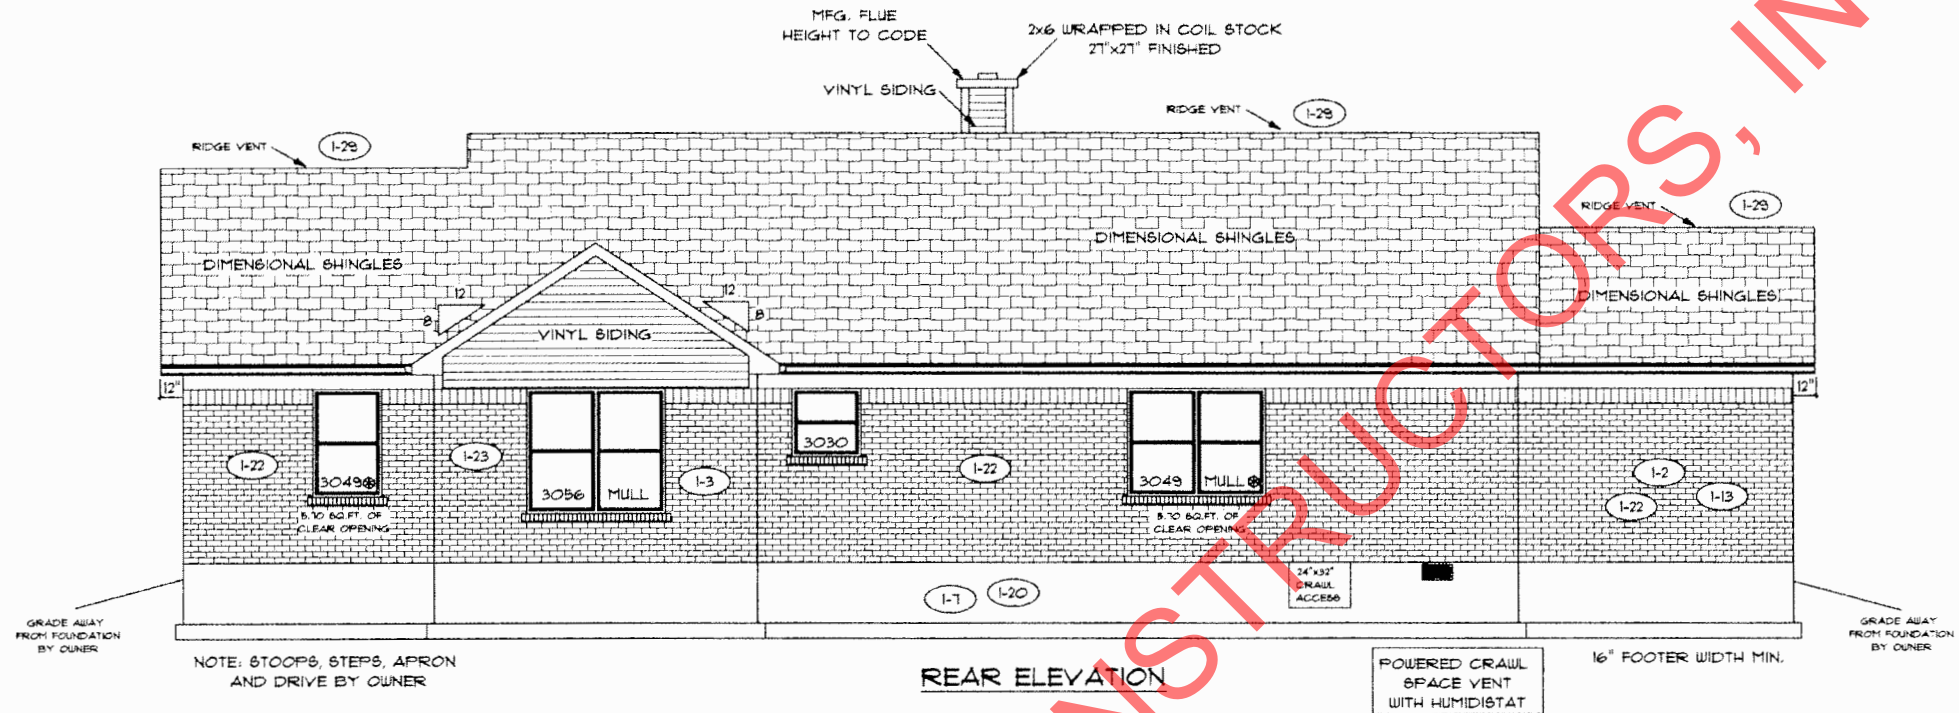 MFG. FLUE
HEIGHT TO CODE
2x6 WRAPPED IN COIL STOCK
27"x27" FINISHED
VINYL SIDING
RIDGE VENT
1-29
RIDGE VENT
1-29
RIDGE VENT
1-29
DIMENSIONAL SHINGLES
DIMENSIONAL SHINGLES
DIMENSIONAL SHINGLES
12
8
12
8
VINYL SIDING
12"
12"
1-22
3049
5.70 SQ.FT. OF
CLEAR OPENING
1-23
3056
MULL
1-3
3030
1-22
3049
MULL
5.70 SQ.FT. OF
CLEAR OPENING
1-2
1-22
1-13
24"x32"
CRAWL
ACCESS
1-7
1-20
GRADE AWAY
FROM FOUNDATION
BY OWNER
GRADE AWAY
FROM FOUNDATION
BY OWNER
NOTE: STOOPS, STEPS, APRON
AND DRIVE BY OWNER
REAR ELEVATION
POWERED CRAWL
SPACE VENT
WITH HUMIDISTAT
16" FOOTER WIDTH MIN.
NSTRUCTORS, IN